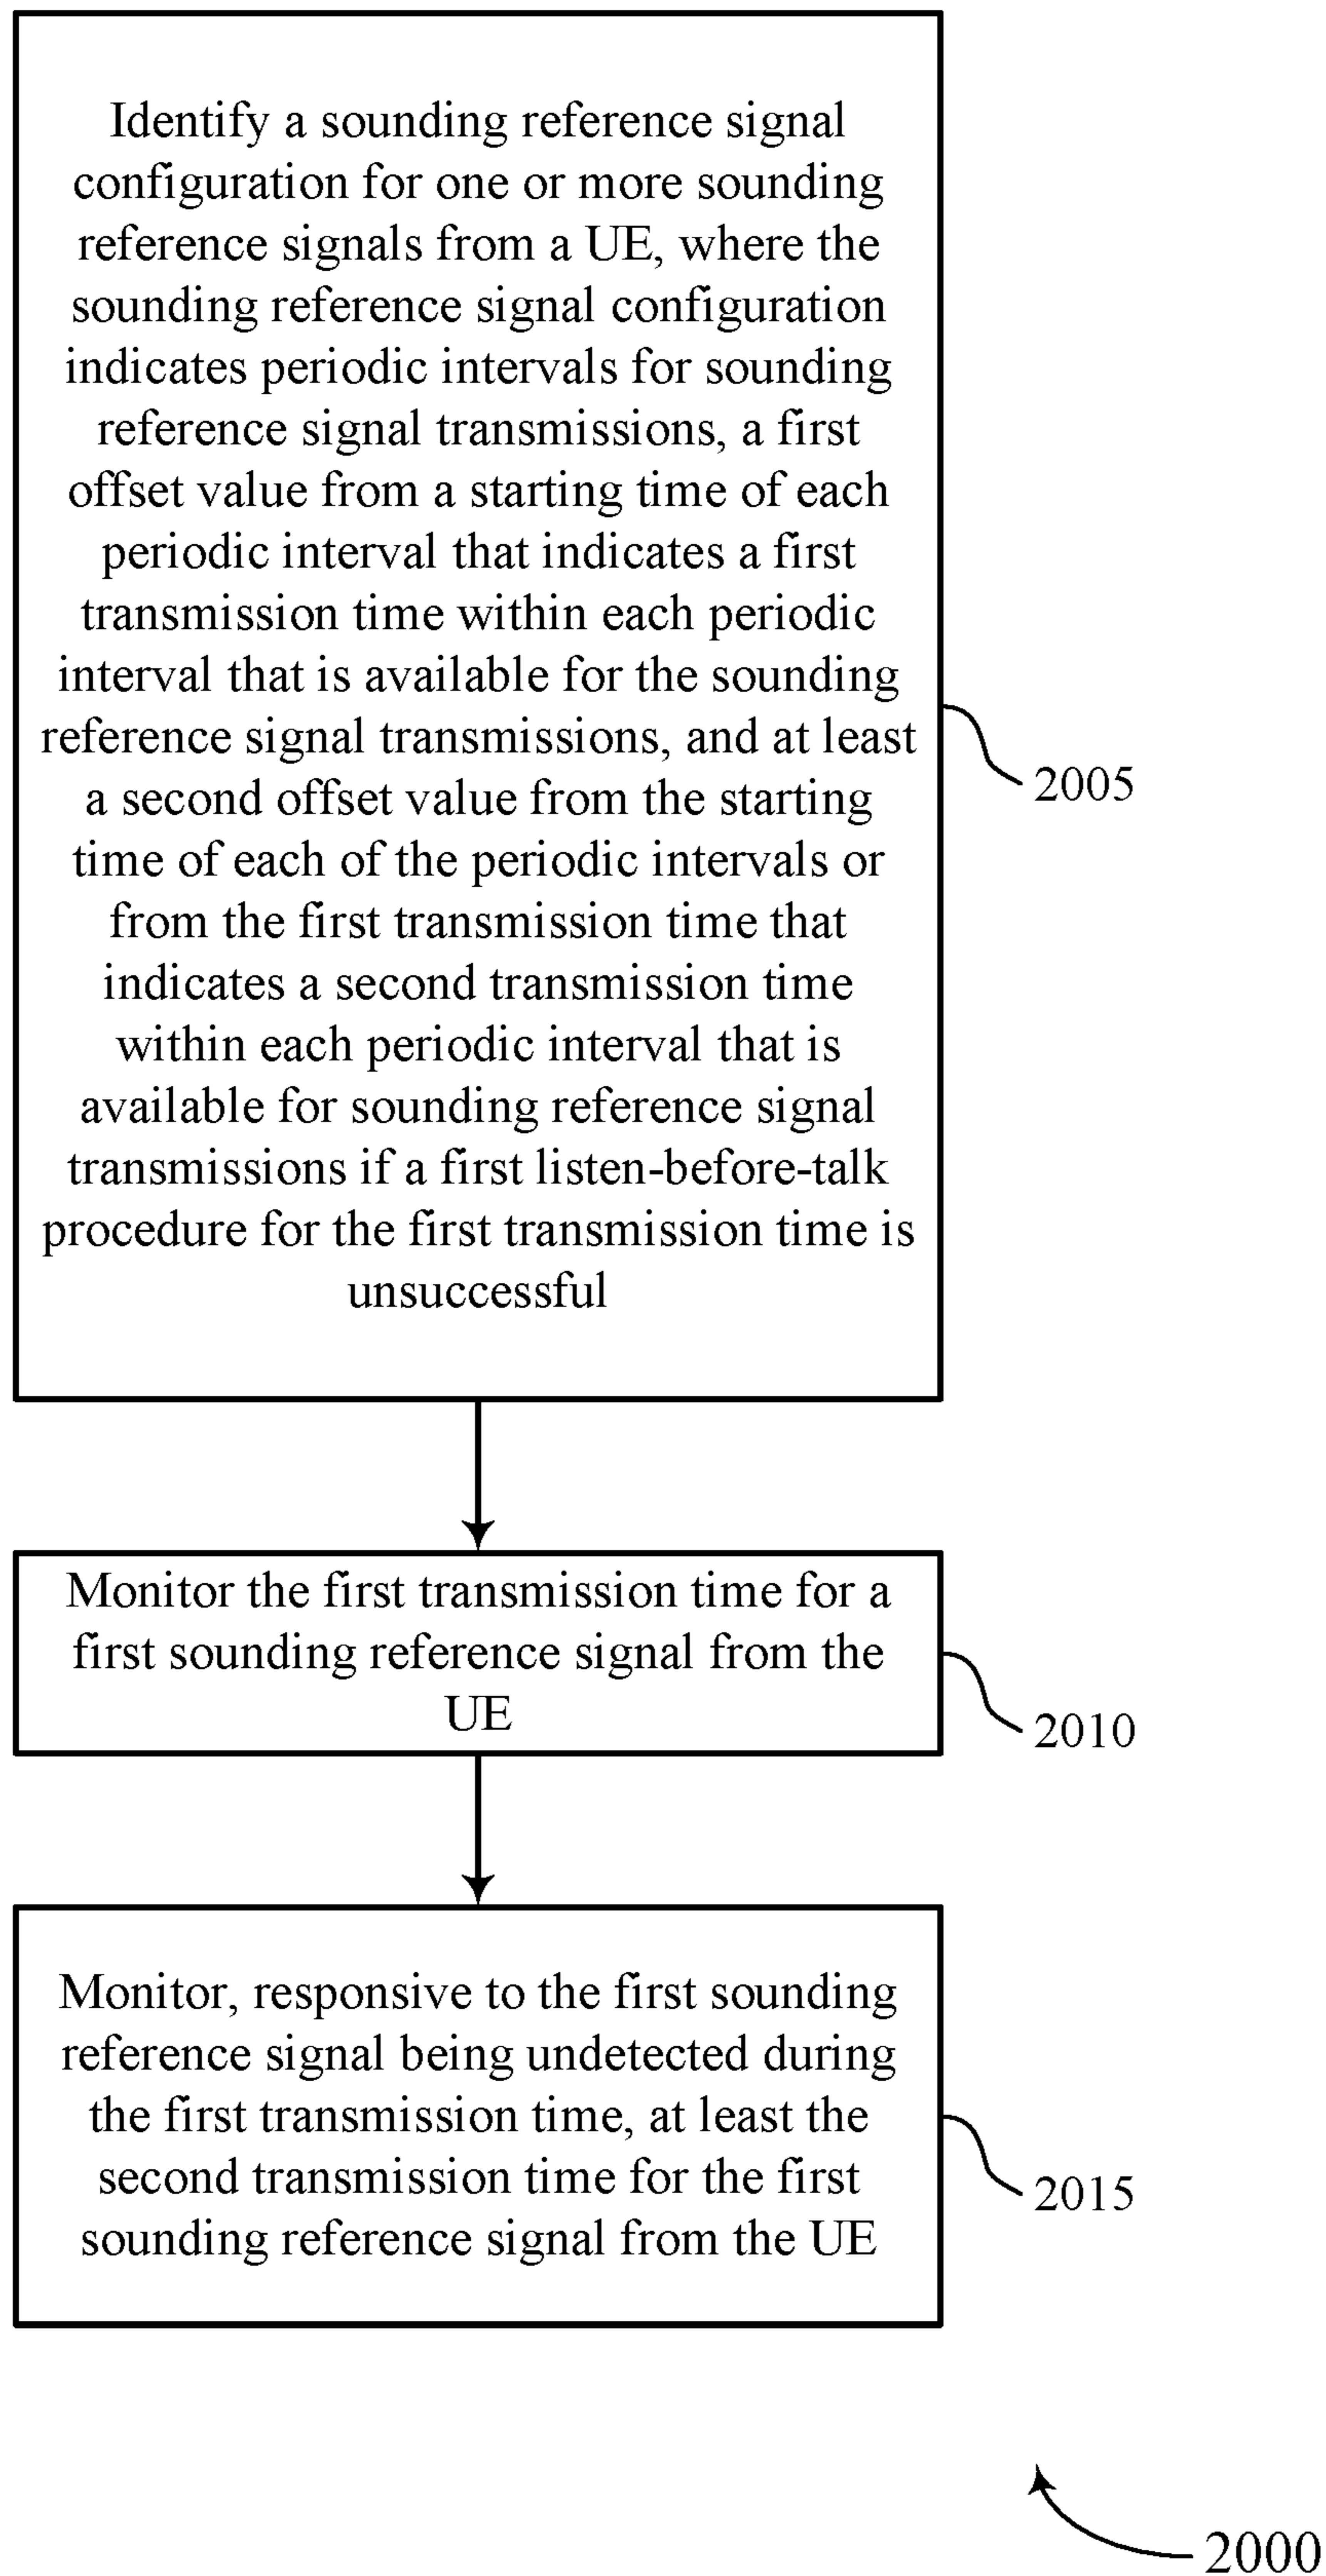 Identify a sounding reference signal
configuration for one or more sounding
reference signals from a UE, where the
sounding reference signal configuration
indicates periodic intervals for sounding
reference signal transmissions, a first
offset value from a starting time of each
periodic interval that indicates a first
transmission time within each periodic
interval that is available for the sounding
reference signal transmissions, and at least
a second offset value from the starting
time of each of the periodic intervals or
from the first transmission time that
indicates a second transmission time
within each periodic interval that is
available for sounding reference signal
transmissions if a first listen-before-talk
procedure for the first transmission time is
unsuccessful
2005
Monitor the first transmission time for a
first sounding reference signal from the
UE
2010
Monitor, responsive to the first sounding
reference signal being undetected during
the first transmission time, at least the
second transmission time for the first
sounding reference signal from the UE
2015
2000